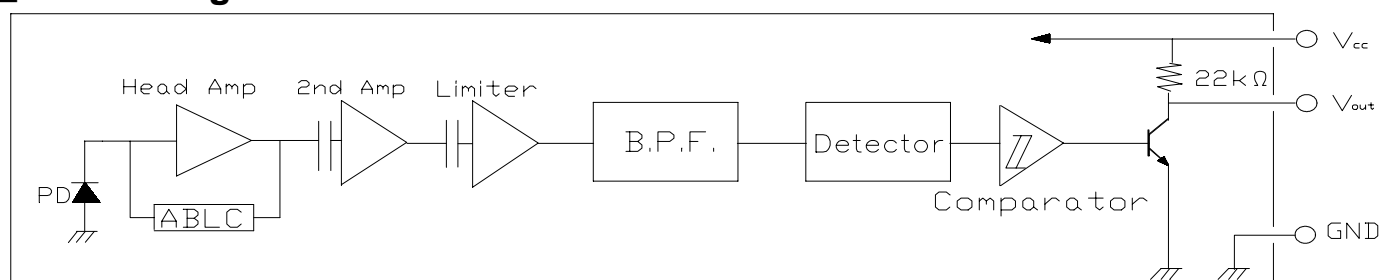 Vcc
22kΩ
Vout
Head Amp
2nd Amp
Limiter
B.P.F.
Detector
Comparator
PD
ABLC
GND